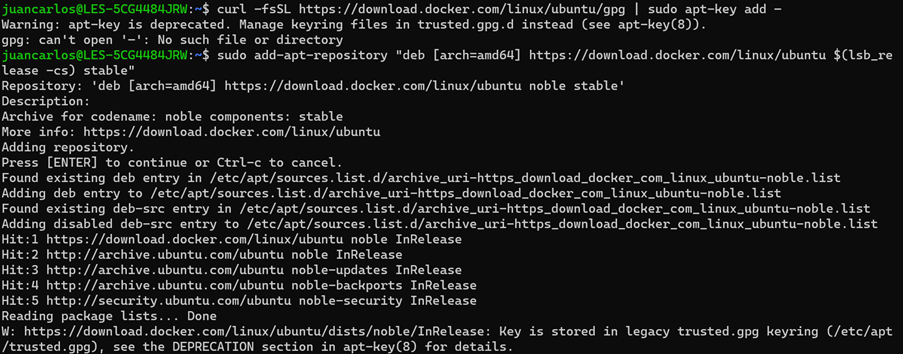 juancarlos@LES-5CG4484JRW:~$ curl -fsSL https://download.docker.com/linux/ubuntu/gpg | sudo apt-key add –
Warning: apt-key is deprecated. Manage keyring files in trusted.gpg.d instead (see apt-key(8)).
gpg: can't open '–': No such file or directory
juancarlos@LES-5CG4484JRW:~$ sudo add-apt-repository "deb [arch=amd64] https://download.docker.com/linux/ubuntu $(lsb_re
lease -cs) stable"
Repository: 'deb [arch=amd64] https://download.docker.com/linux/ubuntu noble stable'
Description:
Archive for codename: noble components: stable
More info: https://download.docker.com/linux/ubuntu
Adding repository.
Press [ENTER] to continue or Ctrl-c to cancel.
Found existing deb entry in /etc/apt/sources.list.d/archive_uri-https_download_docker_com_linux_ubuntu-noble.list
Adding deb entry to /etc/apt/sources.list.d/archive_uri-https_download_docker_com_linux_ubuntu-noble.list
Found existing deb-src entry in /etc/apt/sources.list.d/archive_uri-https_download_docker_com_linux_ubuntu-noble.list
Adding disabled deb-src entry to /etc/apt/sources.list.d/archive_uri-https_download_docker_com_linux_ubuntu-noble.list
Hit:1 https://download.docker.com/linux/ubuntu noble InRelease
Hit:2 http://archive.ubuntu.com/ubuntu noble InRelease
Hit:3 http://archive.ubuntu.com/ubuntu noble-updates InRelease
Hit:4 http://archive.ubuntu.com/ubuntu noble-backports InRelease
Hit:5 http://security.ubuntu.com/ubuntu noble-security InRelease
Reading package lists... Done
W: https://download.docker.com/linux/ubuntu/dists/noble/InRelease: Key is stored in legacy trusted.gpg keyring (/etc/apt
/trusted.gpg), see the DEPRECATION section in apt-key(8) for details.